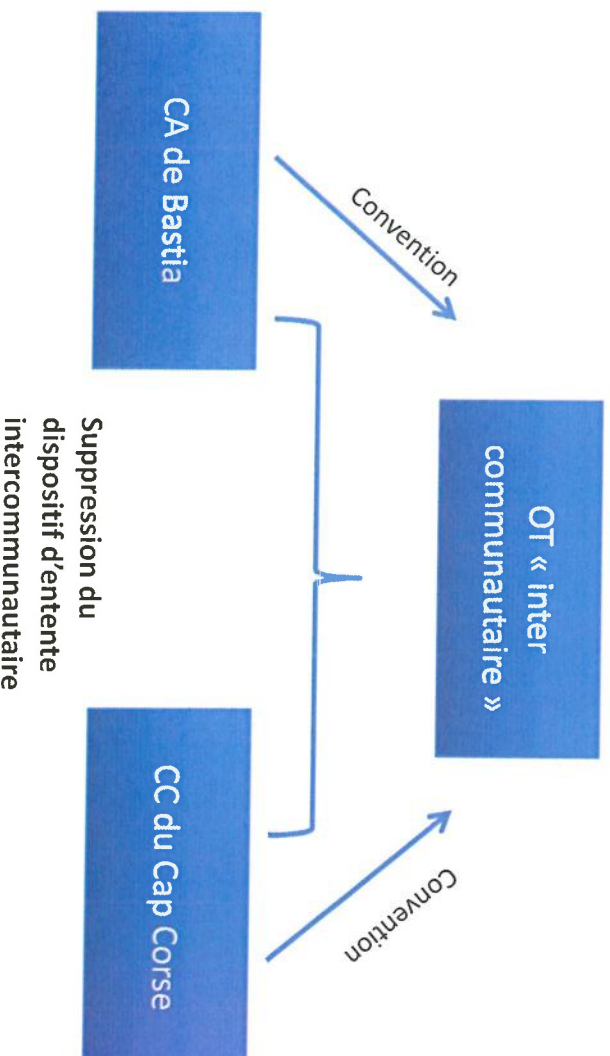 OT « inter
communautaire »
Convention
Convention
CA de Bastia
CC du Cap Corse
Suppression du
dispositif d'entente
intercommunautaire